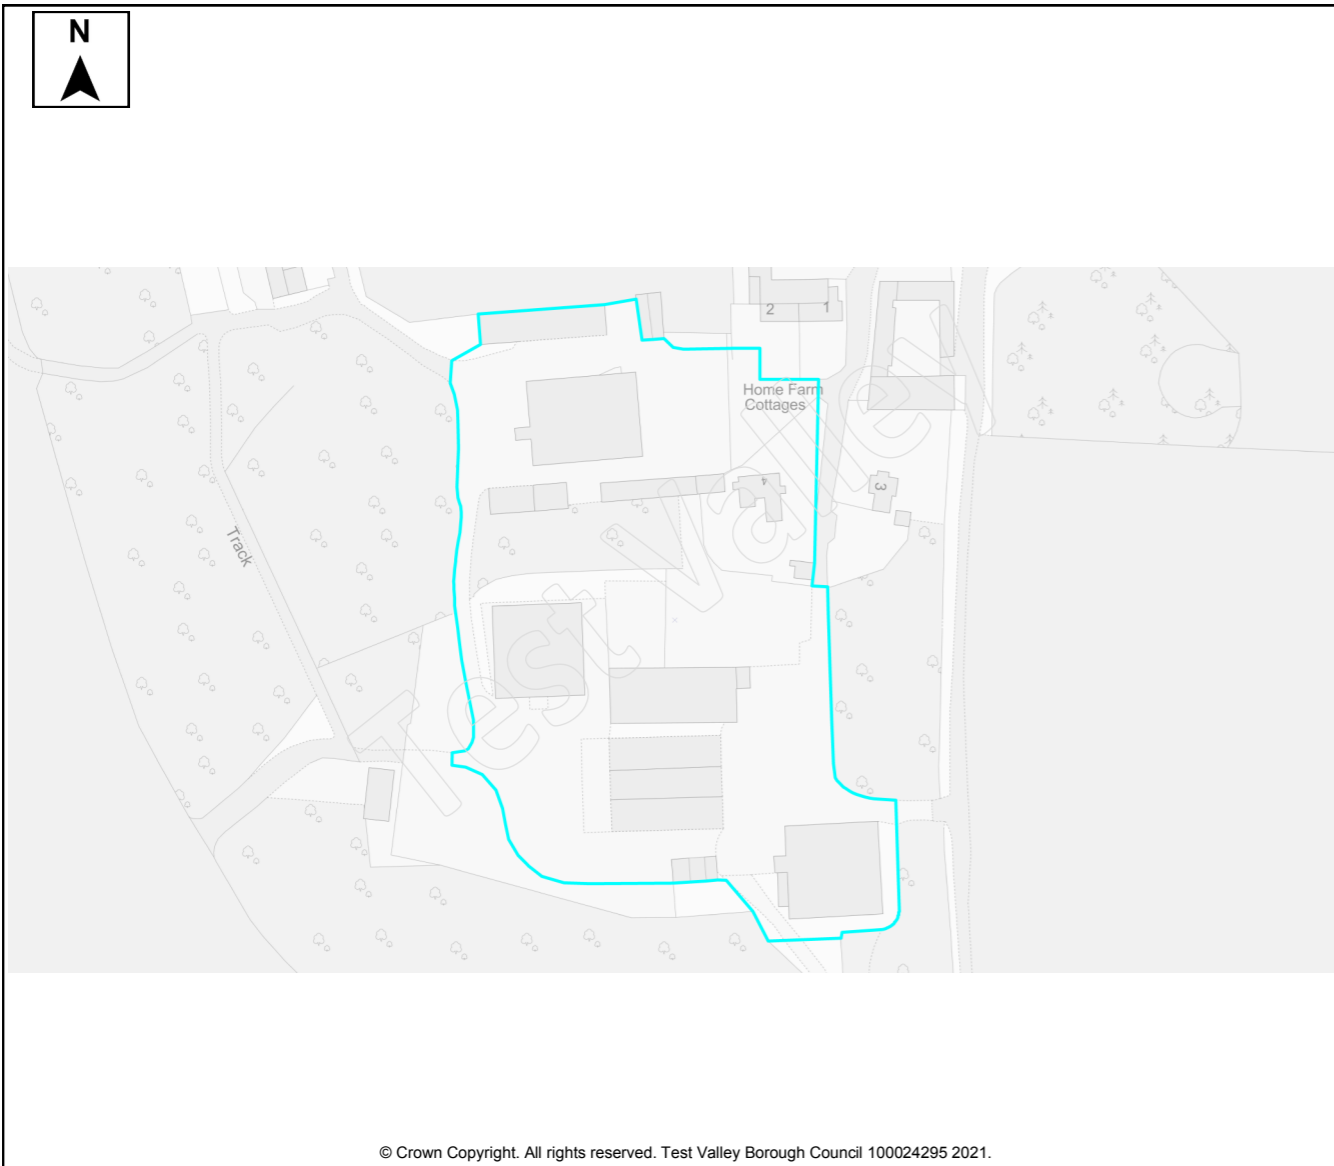 N
2
1
Home Farm
Cottages
4
3
Track
Test Valley
© Crown Copyright. All rights reserved. Test Valley Borough Council 100024295 2021.